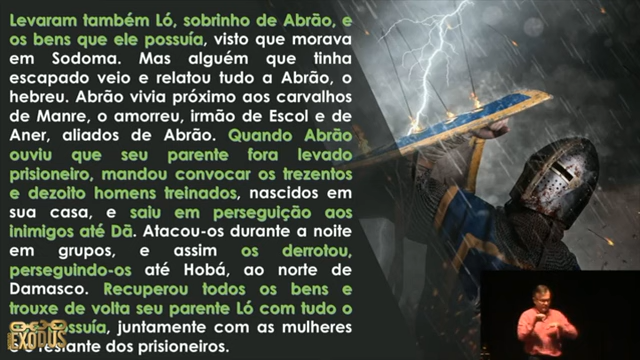 Levaram também Ló, sobrinho de Abrão, e
os bens que ele possuía, visto que morava
em Sodoma. Mas alguém que tinha
escapado veio e relatou tudo a Abrão, o
hebreu. Abrão vivia próximo aos carvalhos
de Manre, o amorreu, irmão de Escol e de
Aner, aliados de Abrão. Quando Abrão
ouviu que seu parente fora levado
prisioneiro, mandou convocar os trezentos
e dezoito homens treinados, nascidos em
sua casa, e saiu em perseguição aos
inimigos até Dã. Atacou-os durante a noite
em grupos, e assim os derrotou,
perseguindo-os até Hobá, ao norte de
Damasco. Recuperou todos os bens e
trouxe de volta seu parente Ló com tudo o
possuía, juntamente com as mulheres
restante dos prisioneiros.
EXODUS